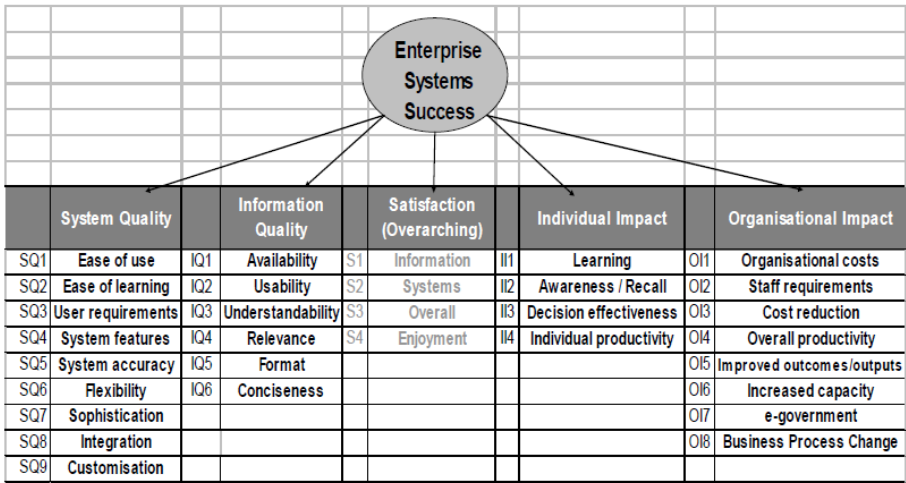 Enterprise
Systems
Success
System Quality
Information
Quality
Satisfaction
(Overarching)
Individual Impact
Organisational Impact
SQ1 Ease of use IQ1 Availability S1 Information II1 Learning OI1 Organisational costs
SQ2 Ease of learning IQ2 Usability S2 Systems II2 Awareness / Recall OI2 Staff requirements
SQ3 User requirements IQ3 Understandability S3 Overall II3 Decision effectiveness OI3 Cost reduction
SQ4 System features IQ4 Relevance S4 Enjoyment II4 Individual productivity OI4 Overall productivity
SQ5 System accuracy IQ5 Format OI5 Improved outcomes/outputs
SQ6 Flexibility IQ6 Conciseness OI6 Increased capacity
SQ7 Sophistication OI7 e-government
SQ8 Integration OI8 Business Process Change
SQ9 Customisation